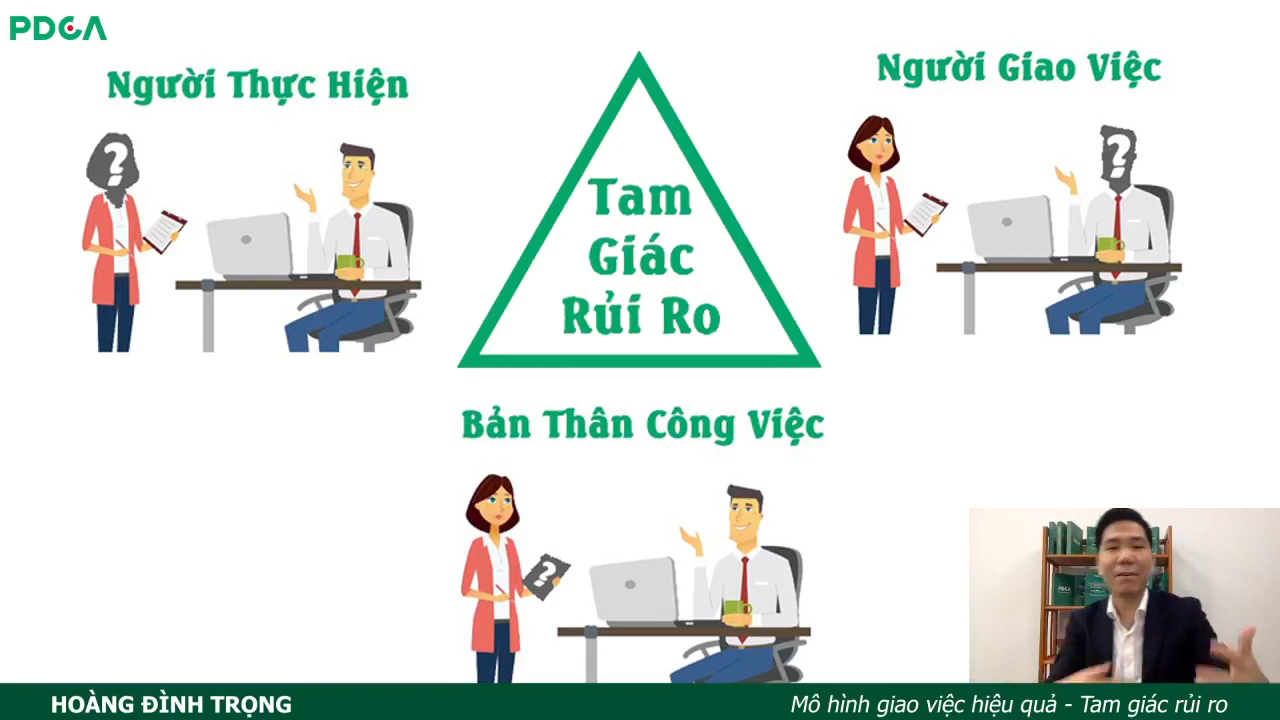 PDCA
Người Thực Hiện
Người Giao Việc
?
?
Tam
Giác
Rủi Ro
Bản Thân Công Việc
?
PDCA
HOÀNG ĐÌNH TRỌNG
Mô hình giao việc hiệu quả - Tam giác rủi ro